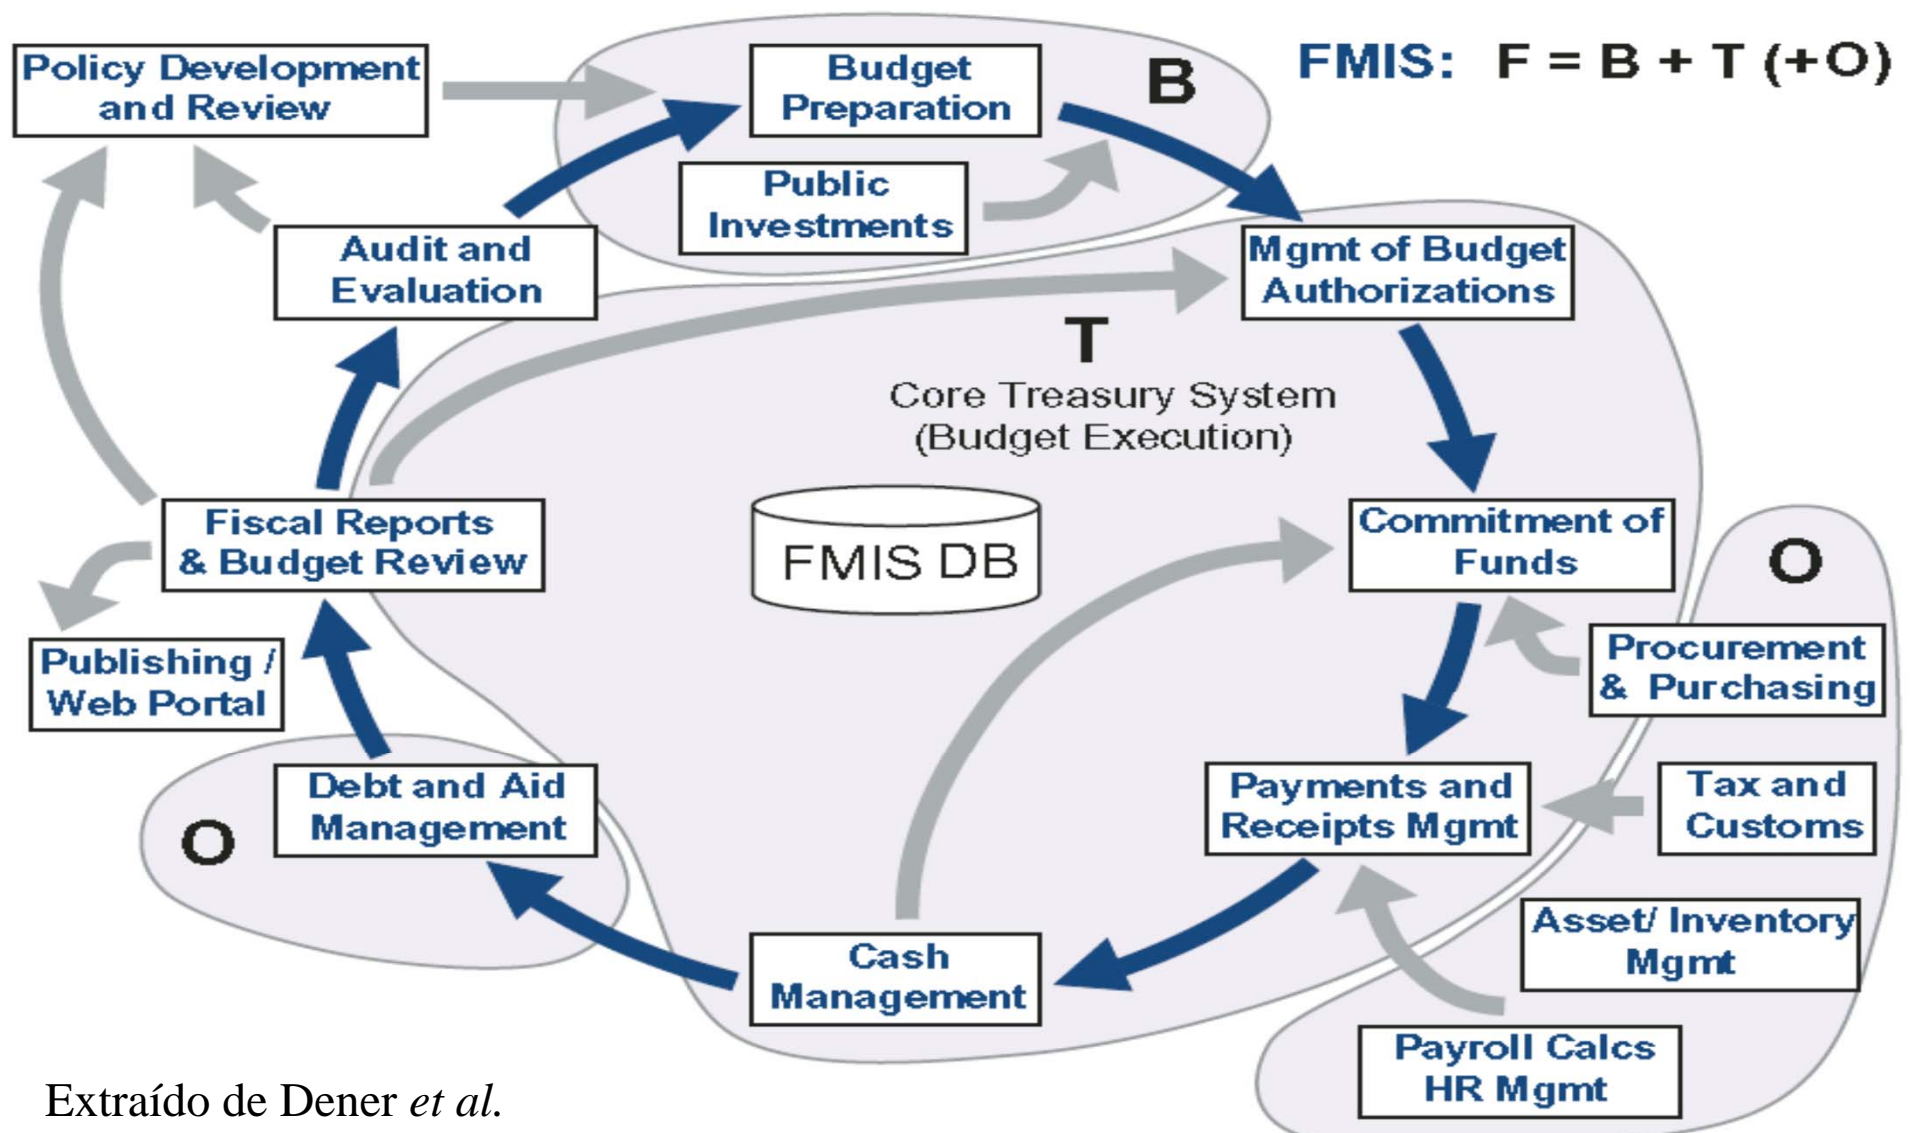 Policy Development
and Review
Budget
Preparation
B
FMIS: F = B + T (+O)
Public
Investments
Audit and
Evaluation
Mgmt of Budget
Authorizations
T
Core Treasury System
(Budget Execution)
Fiscal Reports
& Budget Review
FMIS DB
Commitment of
Funds
O
Publishing /
Web Portal
Procurement
& Purchasing
Debt and Aid
Management
O
Payments and
Receipts Mgmt
Tax and
Customs
Cash
Management
Asset/ Inventory
Mgmt
Payroll Calcs
HR Mgmt
Extraído de Dener et al.